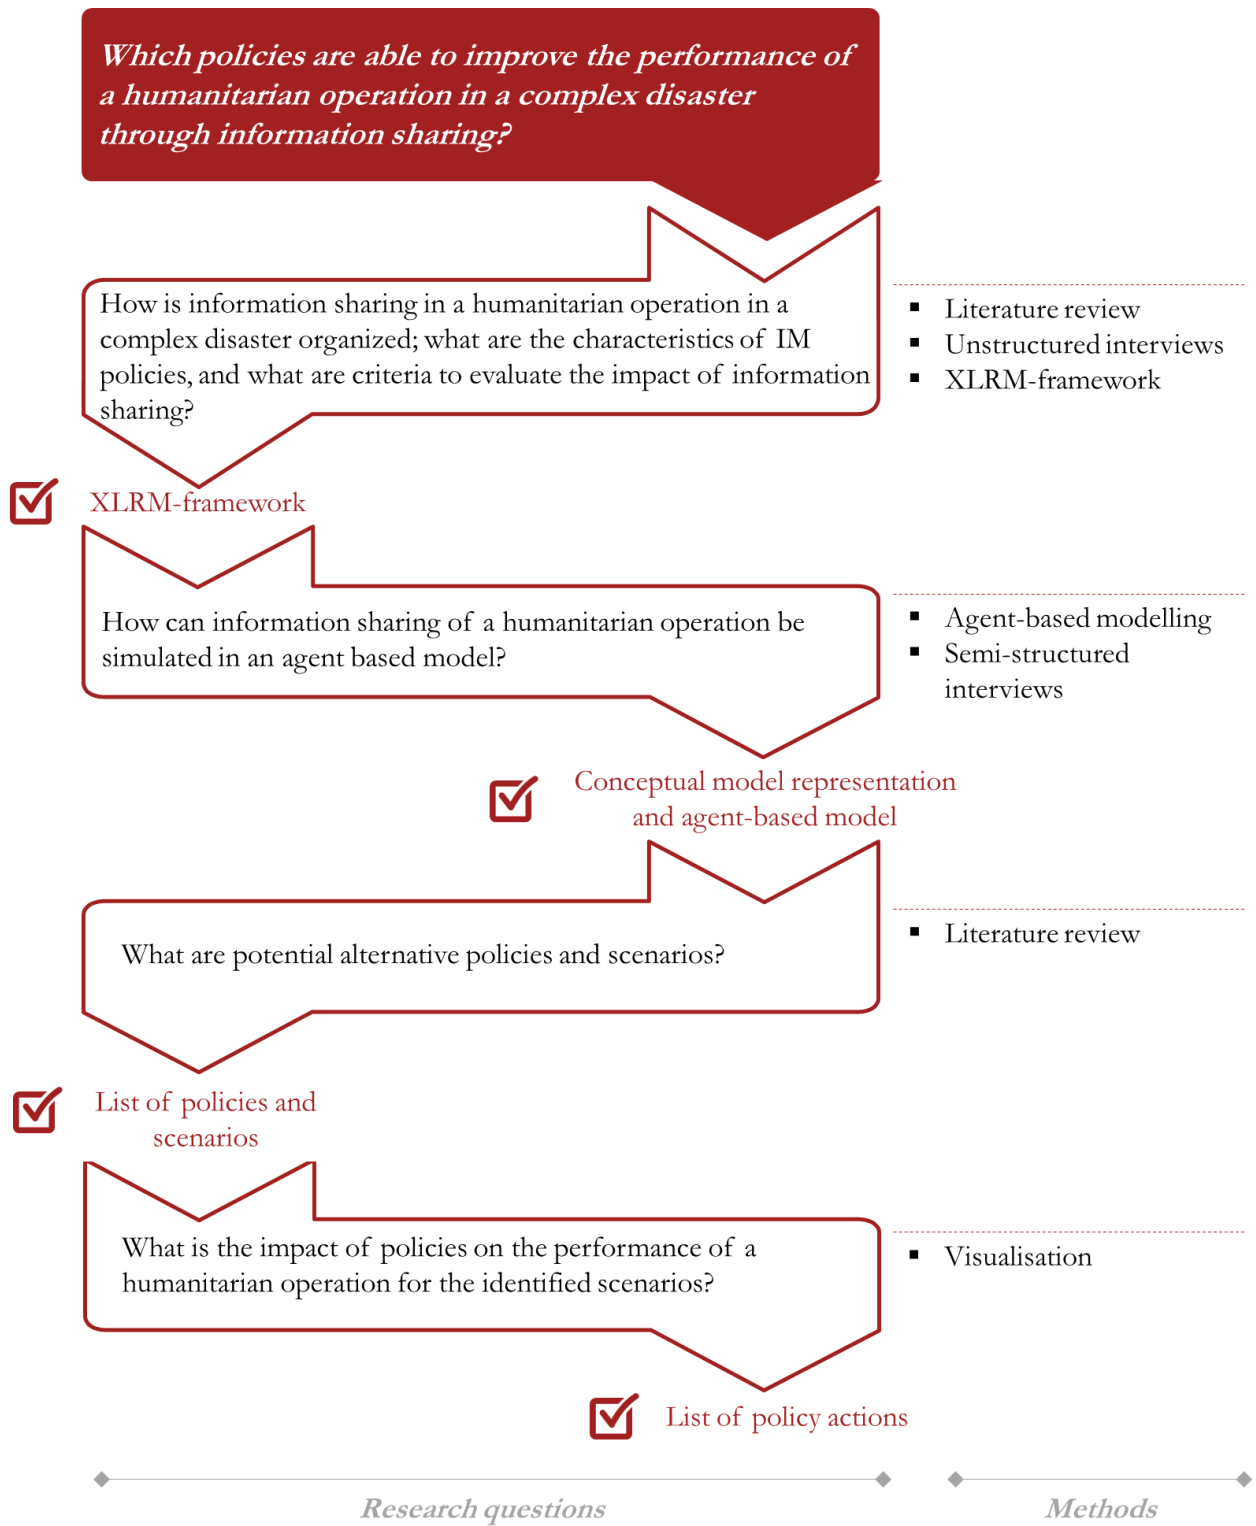 Which policies are able to improve the performance of
a humanitarian operation in a complex disaster
through information sharing?
How is information sharing in a humanitarian operation in a
complex disaster organized; what are the characteristics of IM
policies, and what are criteria to evaluate the impact of information
sharing?
▪ Literature review
▪ Unstructured interviews
▪ XLRM-framework
XLRM-framework
How can information sharing of a humanitarian operation be
simulated in an agent based model?
▪ Agent-based modelling
▪ Semi-structured
interviews
Conceptual model representation
and agent-based model
What are potential alternative policies and scenarios?
▪ Literature review
List of policies and
scenarios
What is the impact of policies on the performance of a
humanitarian operation for the identified scenarios?
▪ Visualisation
List of policy actions
Research questions
Methods